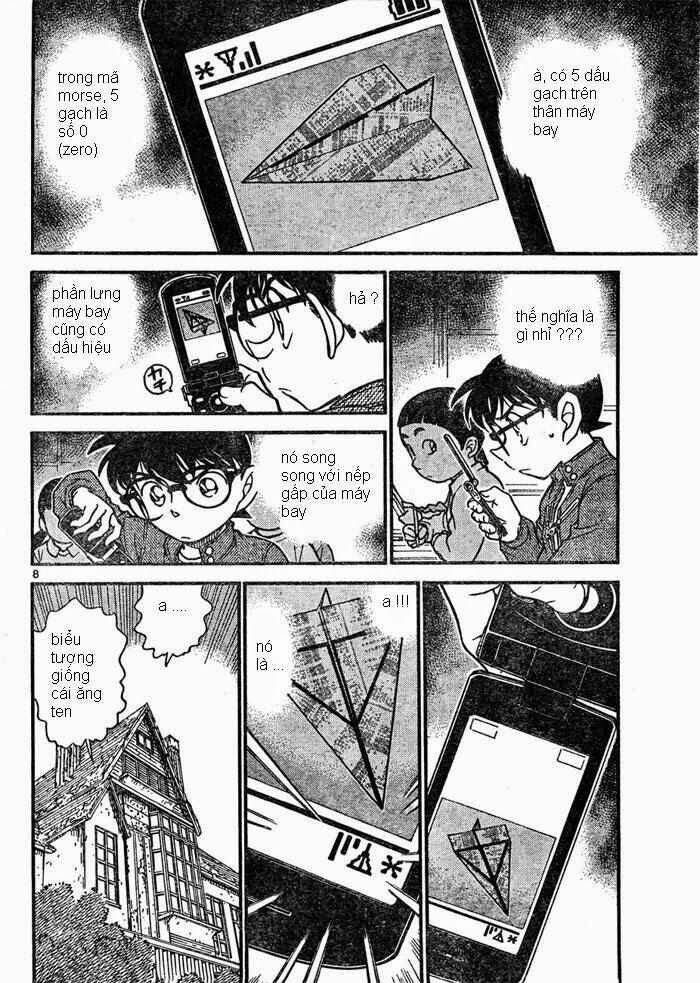 à, có 5 dấu
gạch trên
thân máy
bay
trong mã
morse, 5
gạch là
số 0
(zero)
thế nghĩa là
gì nhỉ ???
hả ?
phần lưng
máy bay
cũng có
dấu hiệu
カチ
nó song
song với nếp
gấp của máy
bay
8
a !!!
nó
là ...
a ....
biểu
tượng
giống
cái ăng
ten